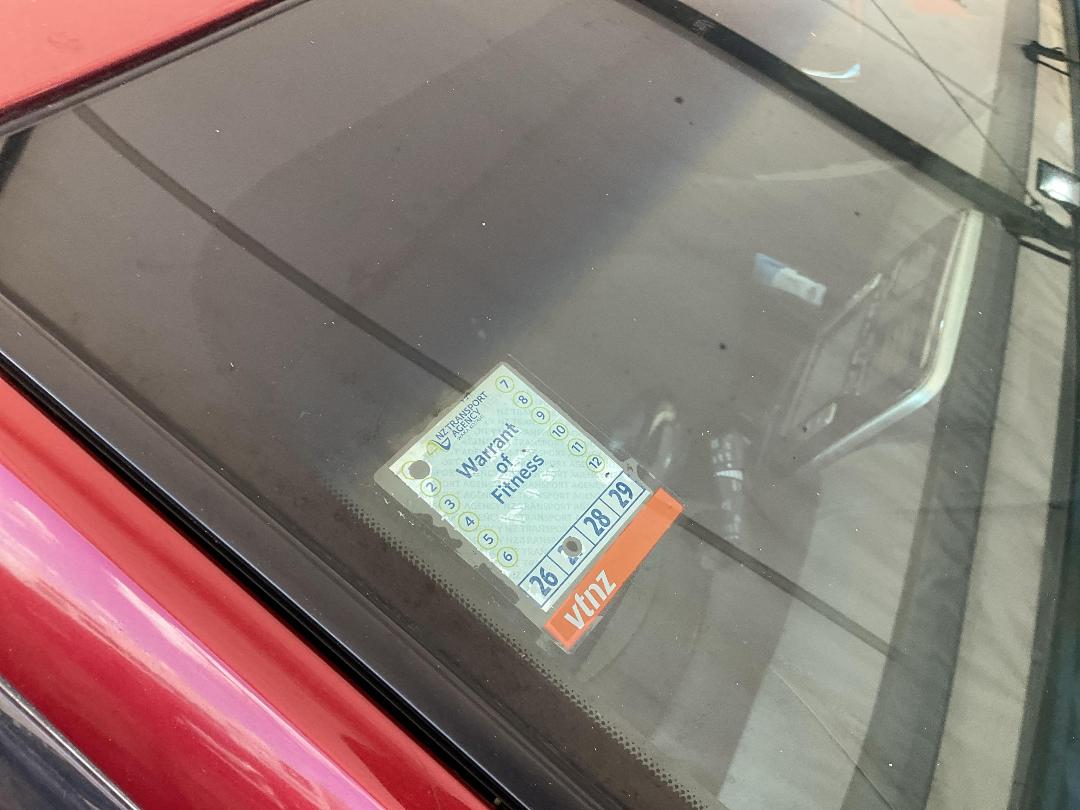 NZ TRANSPORT
AGENCY
Warrant
of
Fitness
7
8
9
10
11
12
2
3
4
5
6
26 28 29
vtnz